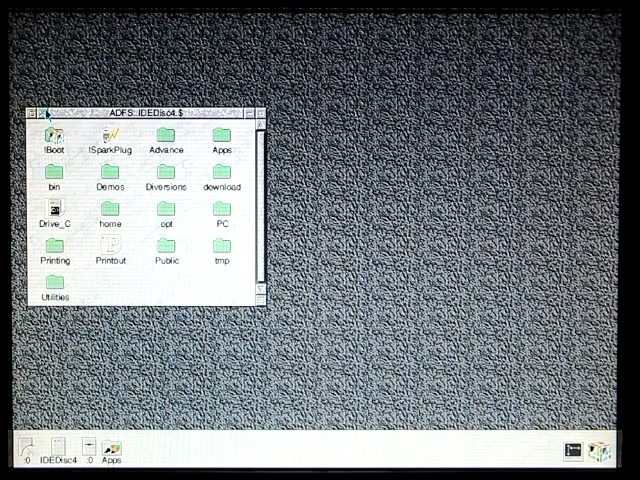 ADFS::IDEDisc4.$
!Boot !SparkPlug Advance Apps
bin Demos Diversions download
Drive_C home opt PC
Printing Printout Public tmp
Utilities
:0 IDEDisc4 :0 Apps